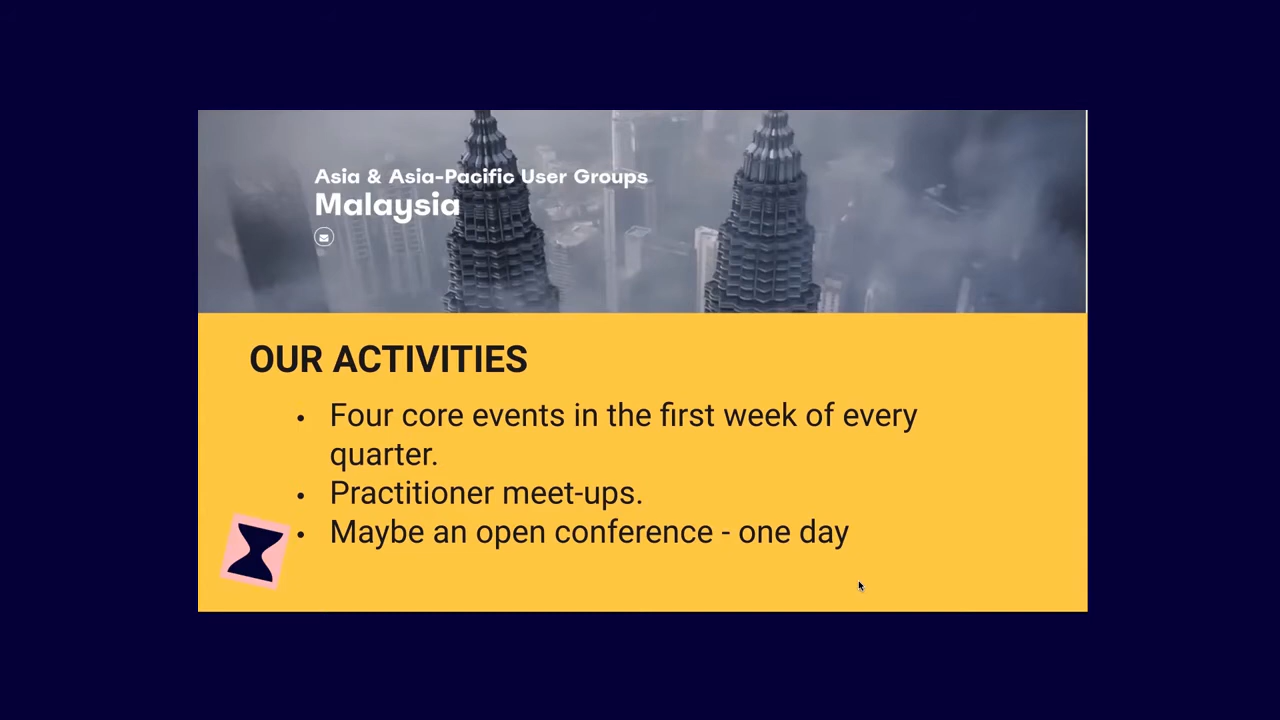 Asia & Asia-Pacific User Groups
Malaysia
OUR ACTIVITIES
• Four core events in the first week of every
quarter.
• Practitioner meet-ups.
• Maybe an open conference - one day